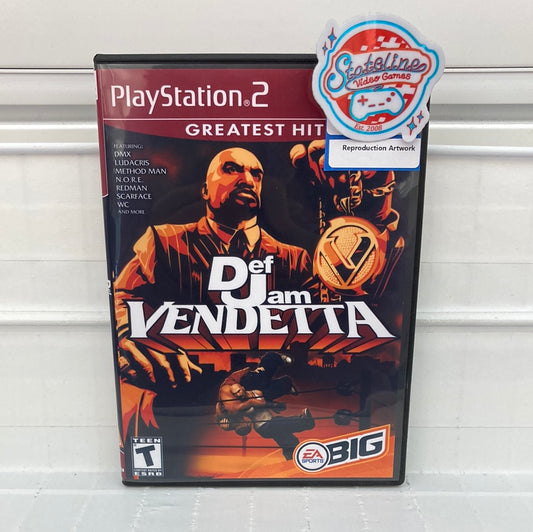 Stateline
Video Games
Est. 2008
PlayStation®2
GREATEST HIT
Reproduction Artwork
FEATURING:
DMX
LUDACRIS
METHOD MAN
N.O.R.E.
REDMAN
SCARFACE
WC
AND MORE
Def
Jam
VENDETTA
TEEN
T
ESRB
EA
SPORTS
BIG